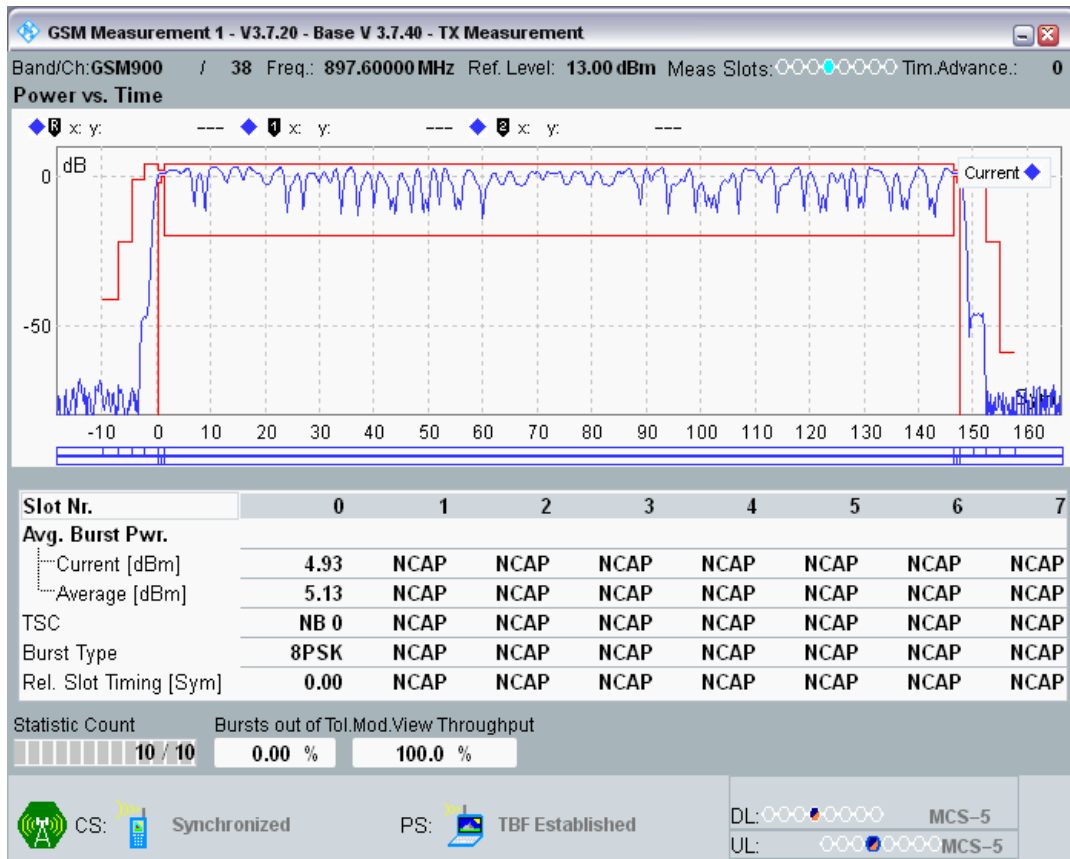 GSM Measurement 1 - V3.7.20 - Base V 3.7.40 - TX Measurement
Band/Ch:GSM900 / 38 Freq.: 897.60000 MHz Ref. Level: 13.00 dBm Meas Slots: Tim.Advance.: 0
Power vs. Time
R x: y: --- 1 x: y: --- 2 x: y: ---
dB
Current
0
-50
Sym
-10 0 10 20 30 40 50 60 70 80 90 100 110 120 130 140 150 160
Slot Nr. 0 1 2 3 4 5 6 7
Avg. Burst Pwr.
Current [dBm] 4.93 NCAP NCAP NCAP NCAP NCAP NCAP NCAP
Average [dBm] 5.13 NCAP NCAP NCAP NCAP NCAP NCAP NCAP
TSC NB 0 NCAP NCAP NCAP NCAP NCAP NCAP NCAP
Burst Type 8PSK NCAP NCAP NCAP NCAP NCAP NCAP NCAP
Rel. Slot Timing [Sym] 0.00 NCAP NCAP NCAP NCAP NCAP NCAP NCAP
Statistic Count Bursts out of Tol. Mod.View Throughput
10 / 10 0.00 % 100.0 %
CS: Synchronized PS: TBF Established
DL: MCS-5
UL: MCS-5